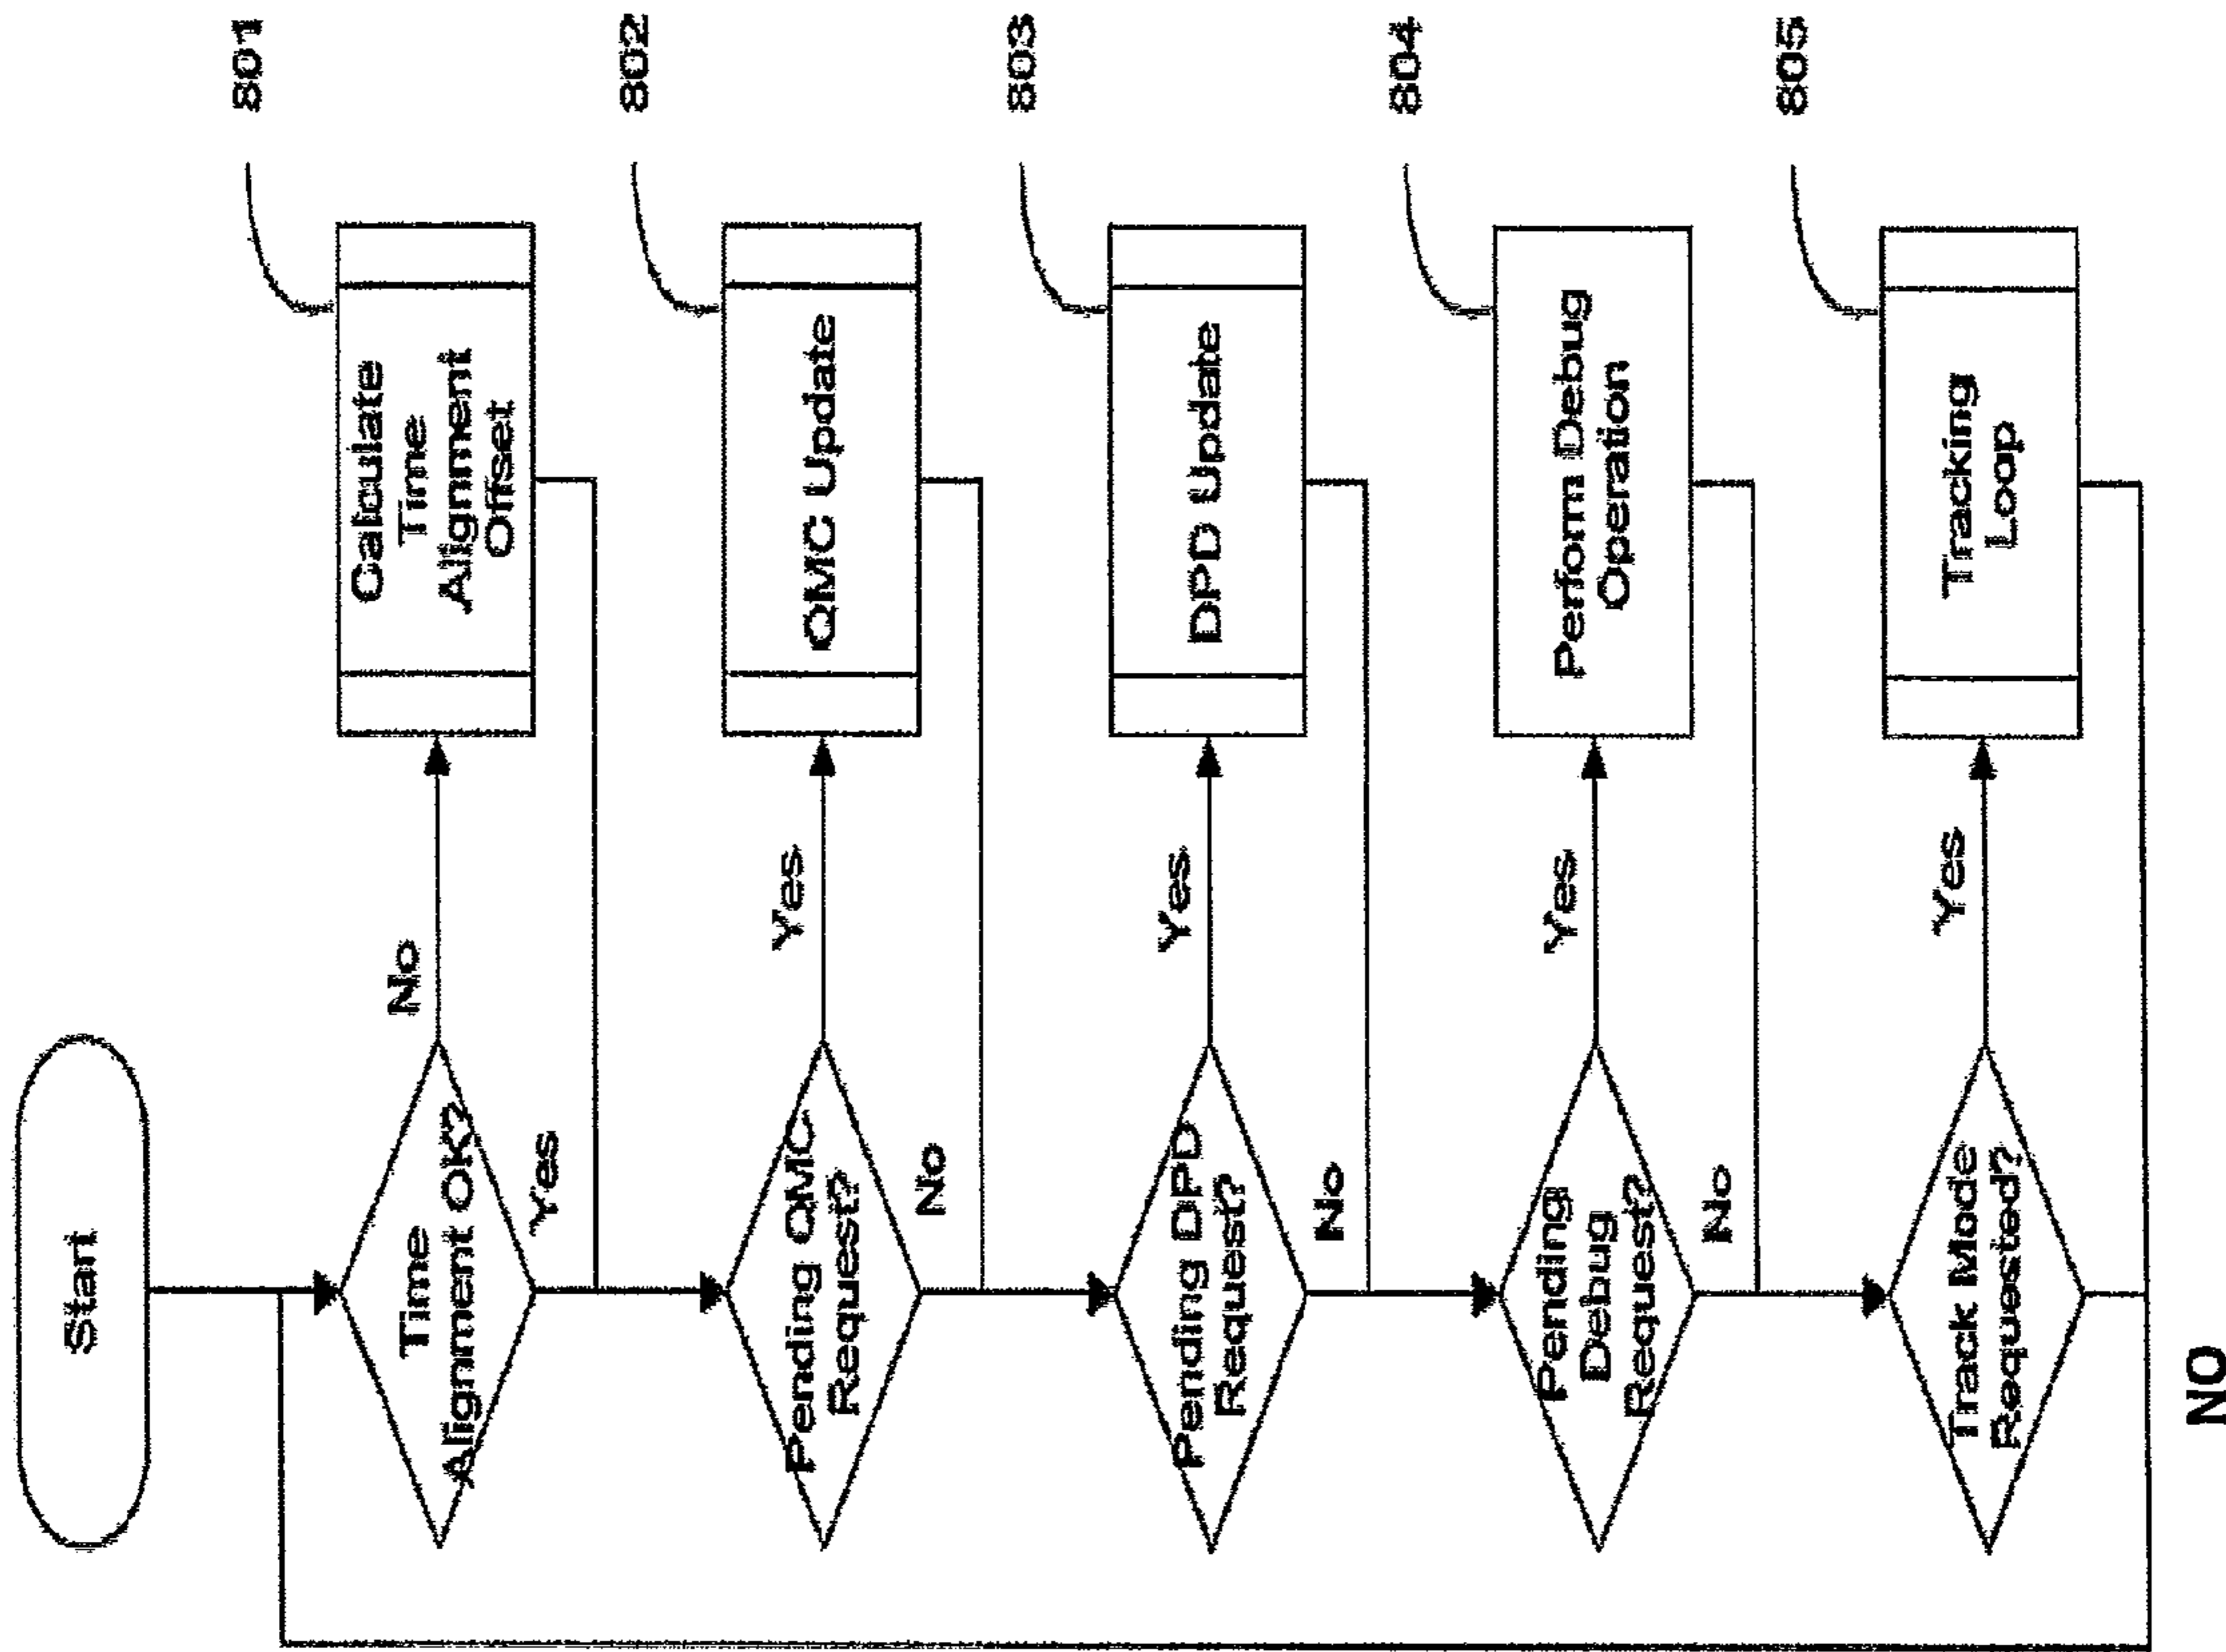 Start
Time
Alignment OK?
No
Yes
Calculate
Time
Alignment
Offset
801
Pending QMC
Request?
Yes
No
QMC Update
802
Pending DPD
Request?
Yes
No
DPD Update
803
Pending
Debug
Request?
Yes
No
Perform Debug
Operation
804
Track Mode
Requested?
Yes
NO
Tracking
Loop
805